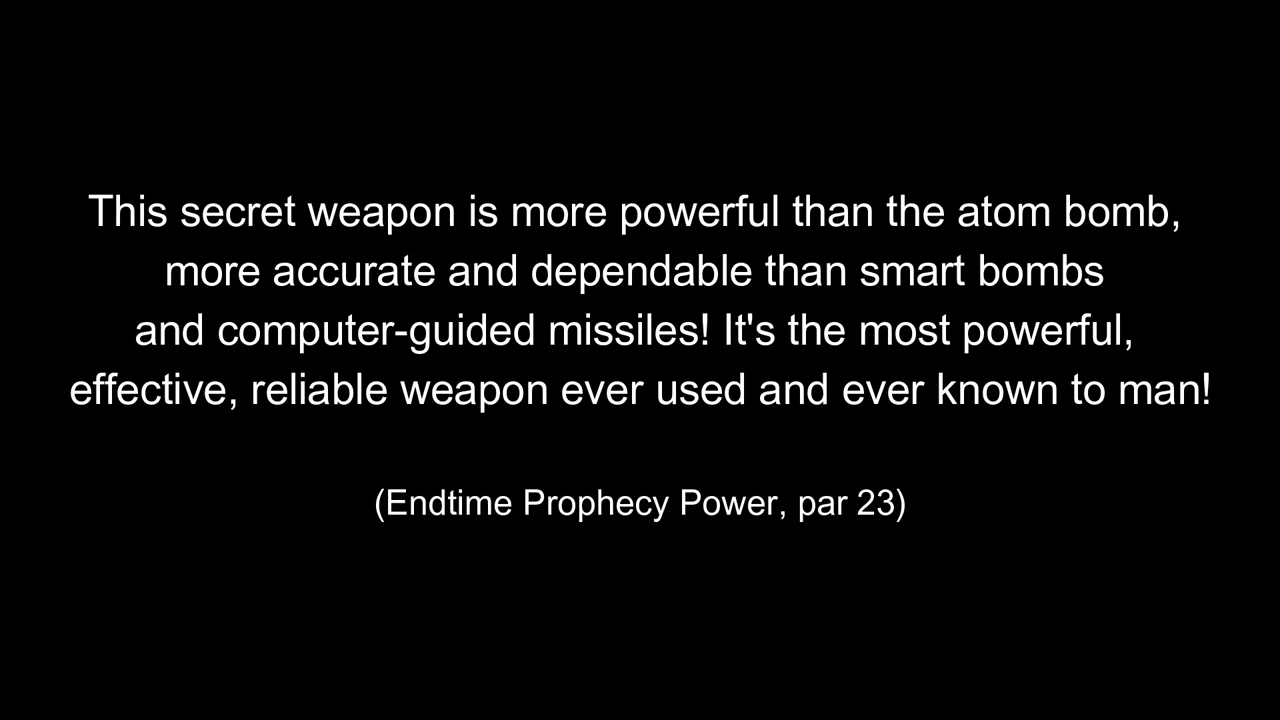 This secret weapon is more powerful than the atom bomb,
more accurate and dependable than smart bombs
and computer-guided missiles! It's the most powerful,
effective, reliable weapon ever used and ever known to man!
(Endtime Prophecy Power, par 23)